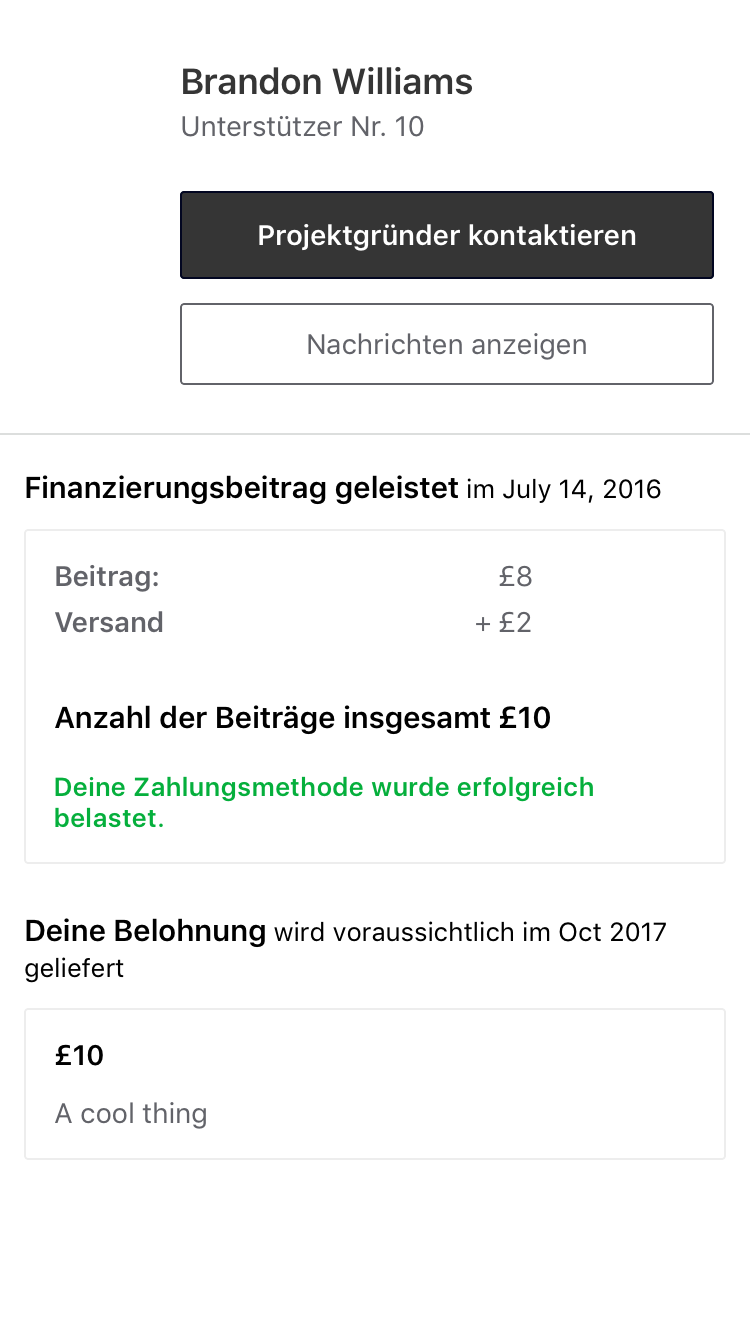 Brandon Williams
Unterstützer Nr. 10
Projektgründer kontaktieren
Nachrichten anzeigen
Finanzierungsbeitrag geleistet im July 14, 2016
Beitrag: £8
Versand + £2
Anzahl der Beiträge insgesamt £10
Deine Zahlungsmethode wurde erfolgreich
belastet.
Deine Belohnung wird voraussichtlich im Oct 2017
geliefert
£10
A cool thing